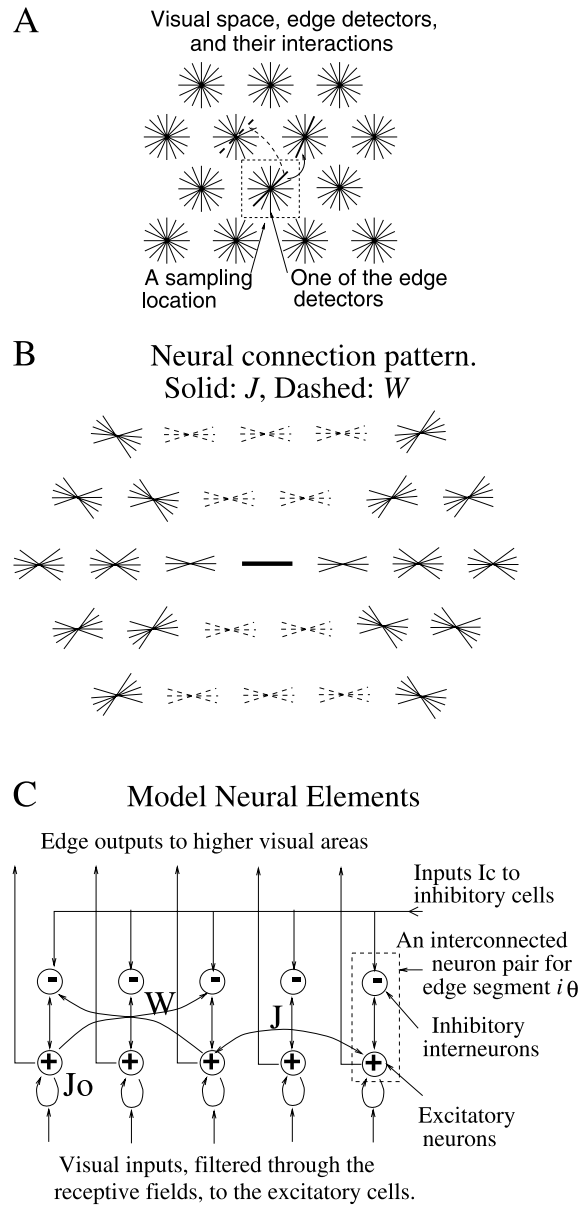 A
Visual space, edge detectors,
and their interactions
A sampling
location
One of the edge
detectors
B
Neural connection pattern.
Solid: J, Dashed: W
C
Model Neural Elements
Edge outputs to higher visual areas
Inputs Ic to
inhibitory cells
An interconnected
neuron pair for
edge segment i θ
Inhibitory
interneurons
Excitatory
neurons
- - - - -
W
J
+ + + + +
Jo
Visual inputs, filtered through the
receptive fields, to the excitatory cells.